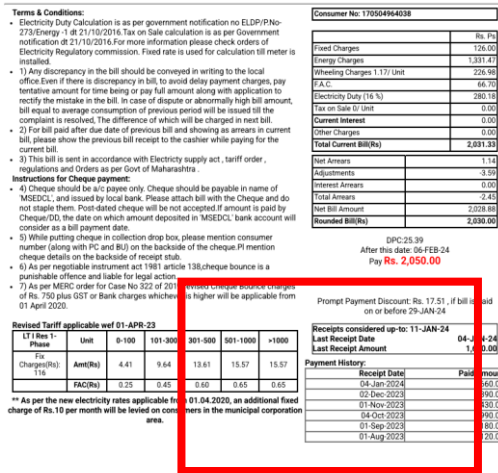 Terms & Conditions:
• Electricity Duty Calculation is as per government notification no ELDP/P.No-
273/Energy -1 dt 21/10/2016.Tax on Sale calculation is as per Government
notification dt 21/10/2016.For more information please check orders of
Electricity Regulatory commission. Fixed rate is used for calculation till meter is
installed.
• 1) Any discrepancy in the bill should be conveyed in writing to the local
office.Even if there is discrepancy in bill, to avoid delay payment charges, pay
tentative amount for time being or pay full amount along with application to
rectify the mistake in the bill. In case of dispute or abnormally high bill amount,
bill equal to average consumption of previous period will be issued till the
complaint is resolved, The difference of which will be charged in next bill.
• 2) For bill paid after due date of previous bill and showing as arrears in current
bill, please show the previous bill receipt to the cashier while paying for the
current bill.
• 3) This bill is sent in accordance with Electricty supply act , tariff order ,
regulations and Orders as per Govt of Maharashtra .
Instructions for Cheque payment:
• 4) Cheque should be a/c payee only. Cheque should be payable in name of
'MSEDCL', and issued by local bank. Please attach bill with the Cheque and do
not staple them. Post-dated cheque will not be accepted.If amount is paid by
Cheque/DD, the date on which amount deposited in 'MSEDCL' bank account will
consider as a bill payment date.
• 5) While putting cheque in collection drop box, please mention consumer
number (along with PC and BU) on the backside of the cheque.Pl mention
cheque details on the backside of receipt stub.
• 6) As per negotiable instrument act 1981 article 138,cheque bounce is a
punishable offence and liable for legal action.
• 7) As per MERC order for Case No 322 of Cheque Bounce Charges
of Rs. 750 plus GST or Bank charges whichever is higher will be applicable from
01 April 2020.
Revised Tariff applicable wef 01-APR-23
LT I Res 1-Phase Unit 0-100 101-300 301-500 501-1000 >1000
Fix Charges(Rs): 116 Amt(Rs) 4.41 9.64 13.61 15.57 15.57
FAC(Rs) 0.25 0.45 0.60 0.65 0.65
** As per the new electricity rates applicable from 01.04.2020, an additional fixed
charge of Rs.10 per month will be levied on consumers in the municipal corporation
area.
Consumer No: 170504964038
Rs. Ps
Fixed Charges 126.00
Energy Charges 1,331.47
Wheeling Charges 1.17/ Unit 226.98
F.A.C. 66.70
Electricity Duty (16 %) 280.18
Tax on Sale 0/ Unit 0.00
Current Interest 0.00
Other Charges 0.00
Total Current Bill(Rs) 2,031.33
Net Arrears 1.14
Adjustments -3.59
Interest Arrears 0.00
Total Arrears -2.45
Net Bill Amount 2,028.88
Rounded Bill(Rs) 2,030.00
DPC:25.39
After this date: 06-FEB-24
Pay Rs. 2,050.00
Prompt Payment Discount: Rs. 17.51 , if bill is paid
on or before 29-JAN-24
Receipts considered up-to: 11-JAN-24
Last Receipt Date
Last Receipt Amount
Payment History:
Receipt Date
04-Jan-2024
02-Dec-2023
01-Nov-2023
04-Oct-2023
01-Sep-2023
01-Aug-2023